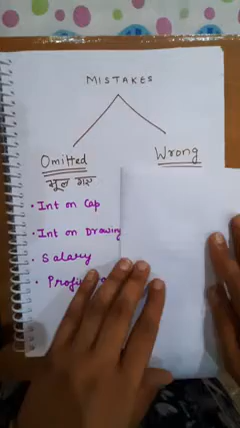 MISTAKES
Omitted
Wrong
भूल गए
• Int on Cap
• Int on Drawing
• Salary